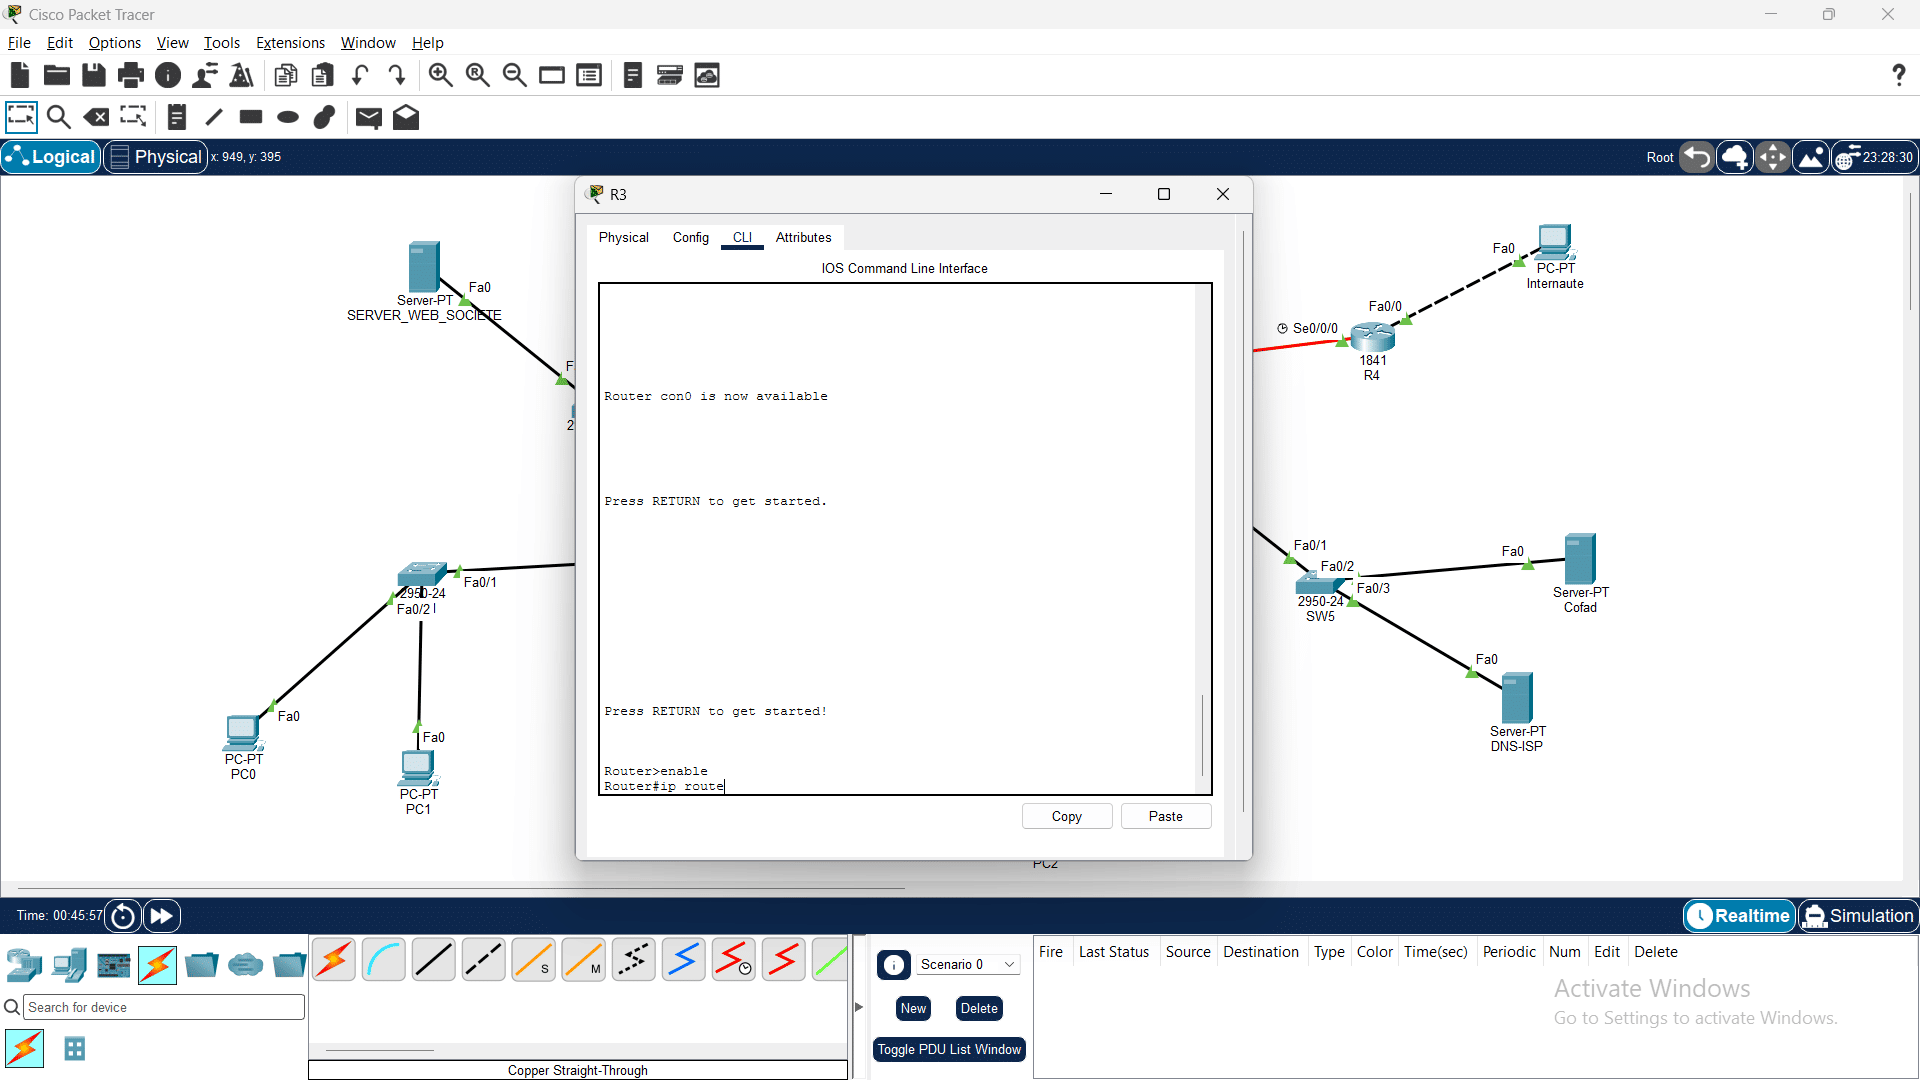 Cisco Packet Tracer
File Edit Options View Tools Extensions Window Help
Logical Physical x: 949, y: 395 Root 23:28:30
R3
Physical Config CLI Attributes
IOS Command Line Interface
Router con0 is now available
Press RETURN to get started.
Press RETURN to get started!
Router>enable
Router#ip route
Copy Paste
Fa0
Server-PT
SERVER_WEB_SOCIETE
F
2
Fa0/1
2950-24
Fa0/2
Fa0
PC-PT
PC0
Fa0
PC-PT
PC1
Fa0
PC-PT
Internaute
Fa0/0
Se0/0/0
1841
R4
Fa0/1
Fa0/2
Fa0/3
2950-24
SW5
Fa0
Server-PT
Cofad
Fa0
Server-PT
DNS-ISP
PC2
Time: 00:45:57 Realtime Simulation
S M
Search for device
Copper Straight-Through
Scenario 0
New Delete
Toggle PDU List Window
Fire Last Status Source Destination Type Color Time(sec) Periodic Num Edit Delete
Activate Windows
Go to Settings to activate Windows.